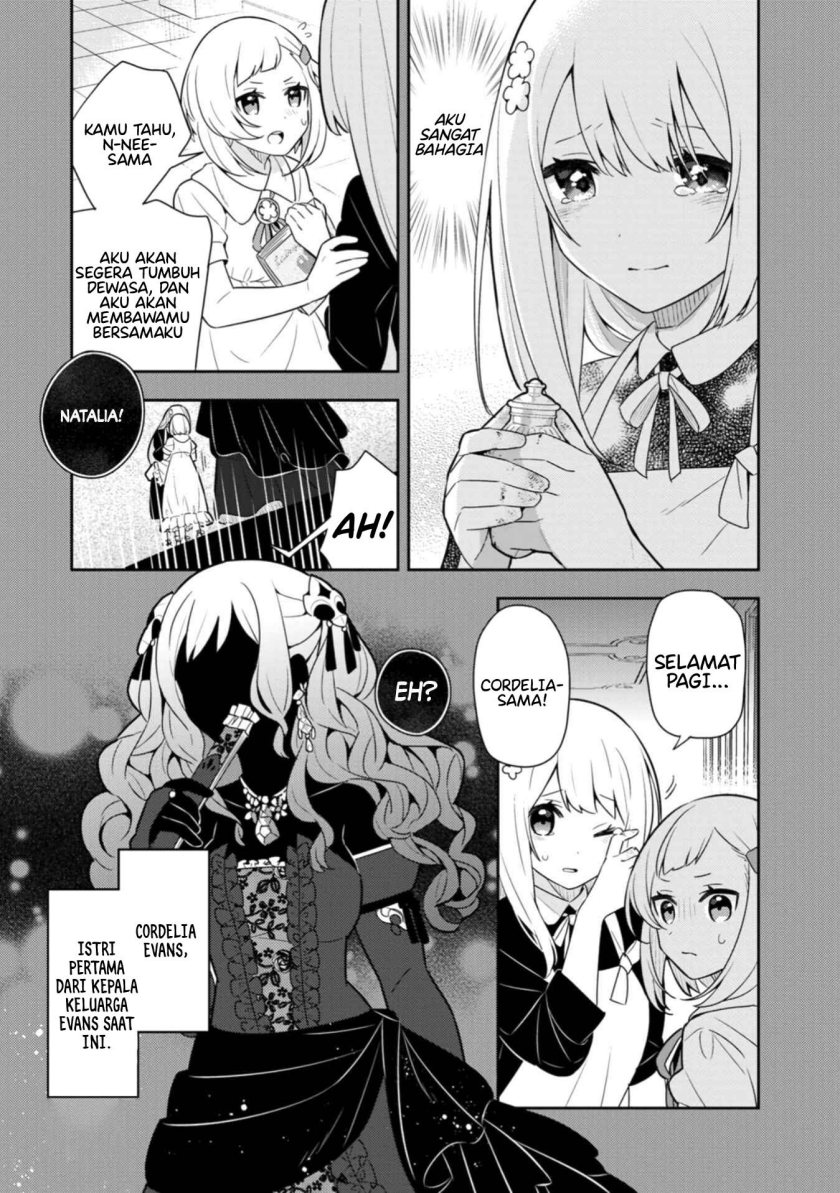 AKU
SANGAT
BAHAGIA
KAMU TAHU,
N-NEE-
SAMA
AKU AKAN
SEGERA TUMBUH
DEWASA, DAN
AKU AKAN
MEMBAWAMU
BERSAMAKU
NATALIA!
AH!
SELAMAT
PAGI...
CORDELIA-
SAMA!
EH?
CORDELIA
EVANS,
ISTRI
PERTAMA
DARI KEPALA
KELUARGA
EVANS SAAT
INI.